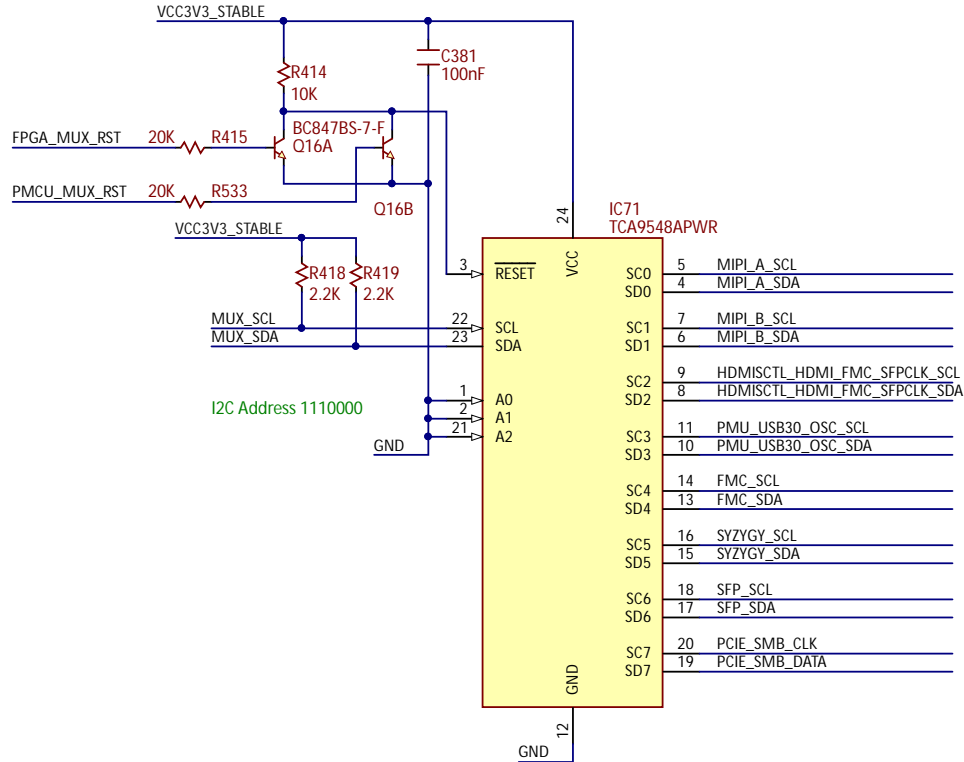 VCC3V3_STABLE
C381
100nF
R414
10K
BC847BS-7-F
FPGA_MUX_RST 20K R415 Q16A
PMCU_MUX_RST 20K R533 Q16B
VCC3V3_STABLE
R418 R419
2.2K 2.2K
MUX_SCL
MUX_SDA
I2C Address 1110000
GND
IC71
TCA9548APWR
24
VCC
3 RESET
22 SCL
23 SDA
1 A0
2 A1
21 A2
SC0 5 MIPI_A_SCL
SD0 4 MIPI_A_SDA
SC1 7 MIPI_B_SCL
SD1 6 MIPI_B_SDA
SC2 9 HDMISCTL_HDMI_FMC_SFPCLK_SCL
SD2 8 HDMISCTL_HDMI_FMC_SFPCLK_SDA
SC3 11 PMU_USB30_OSC_SCL
SD3 10 PMU_USB30_OSC_SDA
SC4 14 FMC_SCL
SD4 13 FMC_SDA
SC5 16 SYZYGY_SCL
SD5 15 SYZYGY_SDA
SC6 18 SFP_SCL
SD6 17 SFP_SDA
SC7 20 PCIE_SMB_CLK
SD7 19 PCIE_SMB_DATA
GND
12
GND